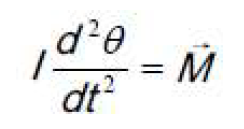 I d²θ/dt² = M⃗